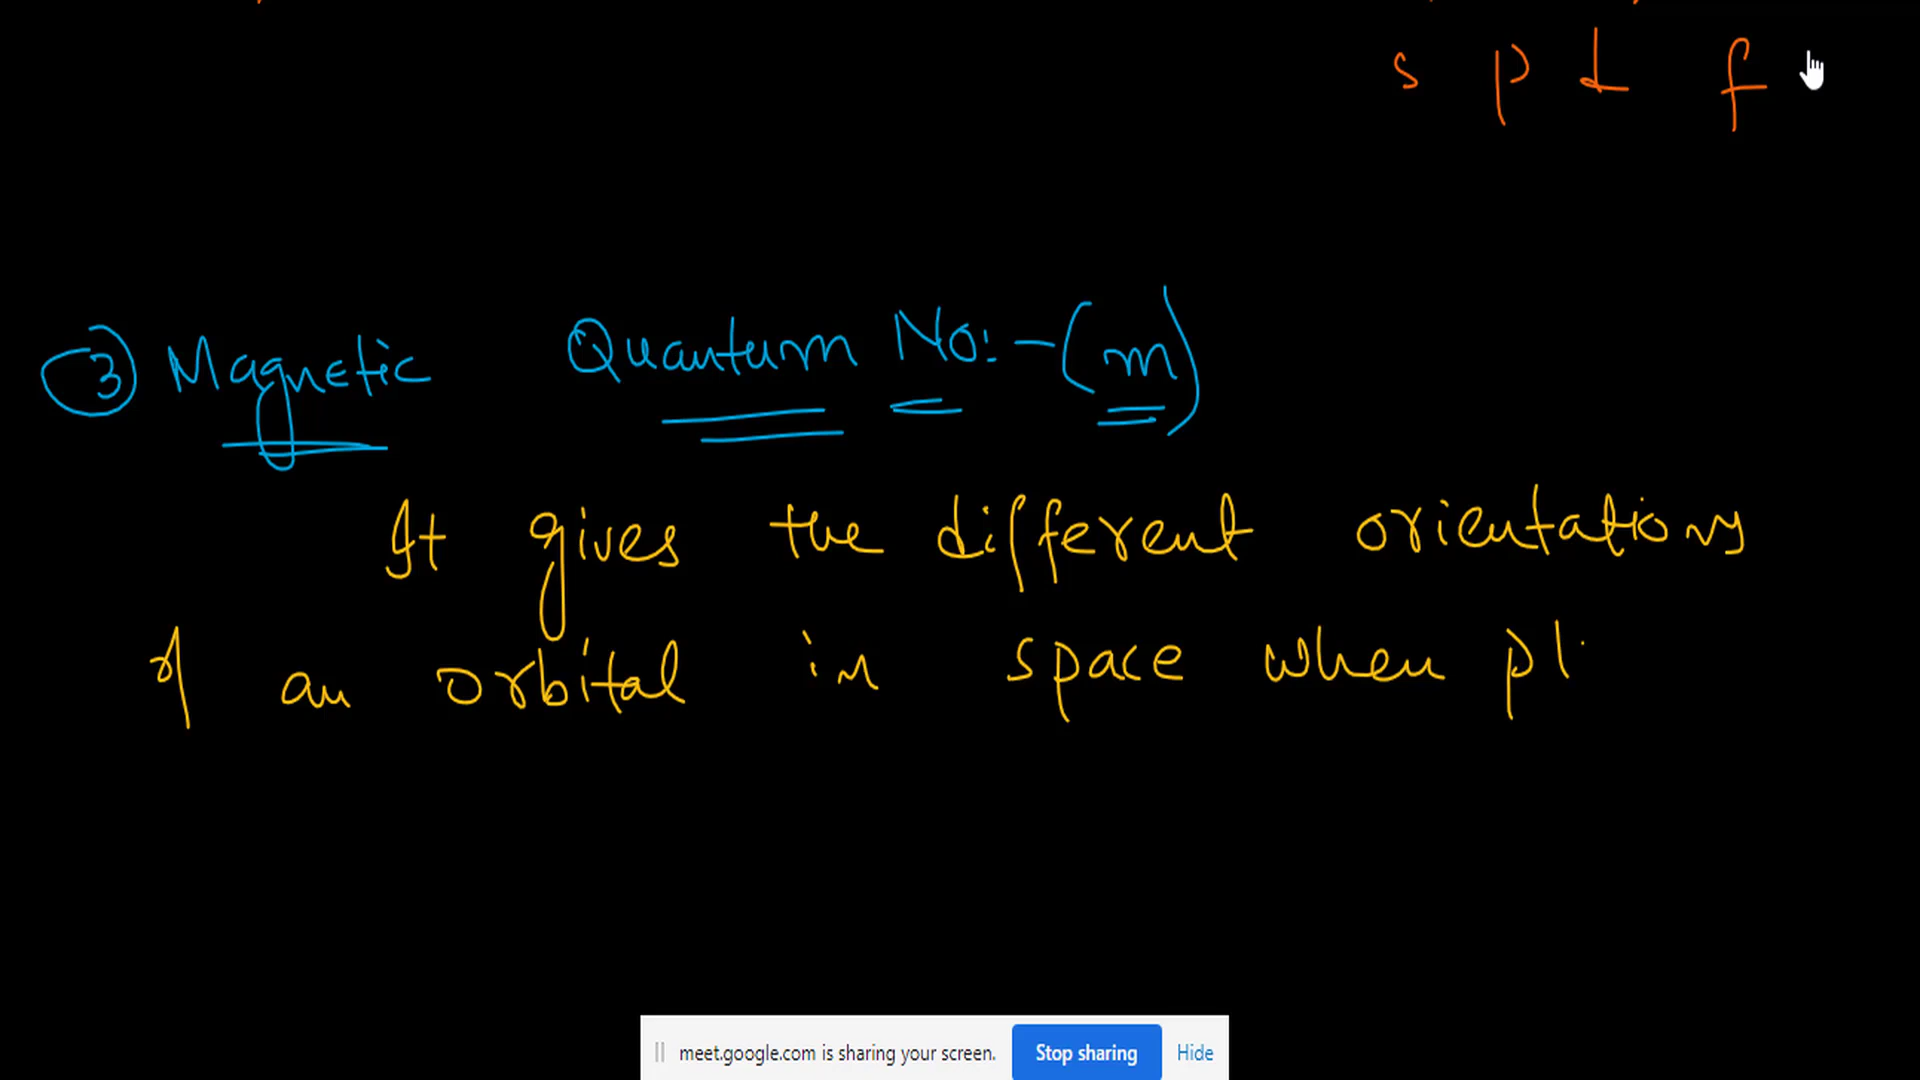 s p d f
③ Magnetic Quantum No:-(m)
It gives the different orientations
of an orbital in space when pl
meet.google.com is sharing your screen. Stop sharing Hide